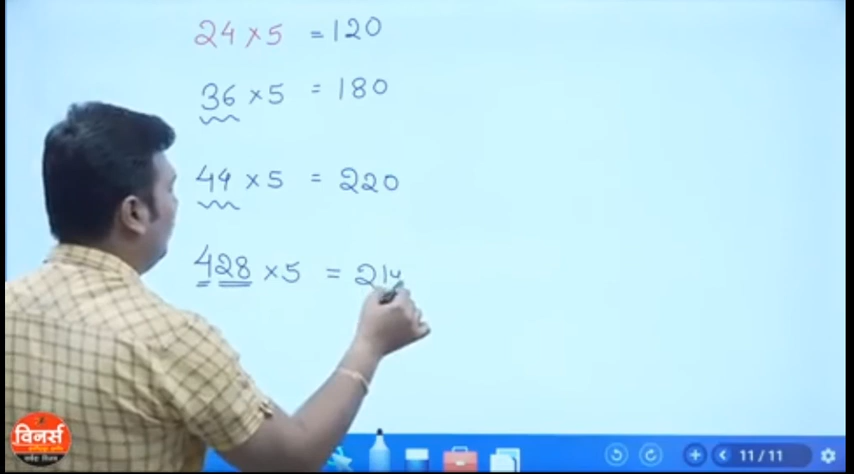 24 × 5 = 120
36 × 5 = 180
44 × 5 = 220
428 × 5 = 214
विनर्स
11 / 11